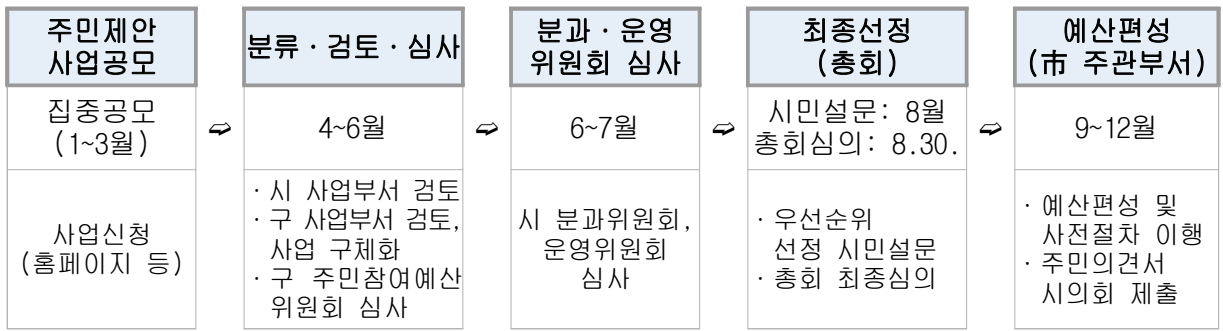 주민제안
사업공모
집중공모
(1~3월)
사업신청
(홈페이지 등)
➫
분류·검토·심사
4~6월
· 시 사업부서 검토
· 구 사업부서 검토,
사업 구체화
· 구 주민참여예산
위원회 심사
➫
분과·운영
위원회 심사
6~7월
시 분과위원회,
운영위원회
심사
➫
최종선정
(총회)
시민설문: 8월
총회심의: 8.30.
· 우선순위
선정 시민설문
· 총회 최종심의
➫
예산편성
(市 주관부서)
9~12월
· 예산편성 및
사전절차 이행
· 주민의견서
시의회 제출